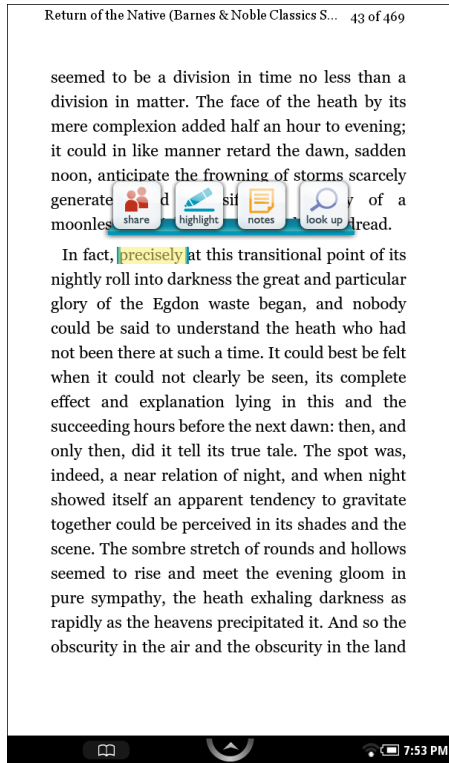 Return of the Native (Barnes & Noble Classics S... 43 of 469
seemed to be a division in time no less than a
division in matter. The face of the heath by its
mere complexion added half an hour to evening;
it could in like manner retard the dawn, sadden
noon, anticipate the frowning of storms scarcely
generate of a
moonles dread.
share highlight notes look up
In fact, precisely at this transitional point of its
nightly roll into darkness the great and particular
glory of the Egdon waste began, and nobody
could be said to understand the heath who had
not been there at such a time. It could best be felt
when it could not clearly be seen, its complete
effect and explanation lying in this and the
succeeding hours before the next dawn: then, and
only then, did it tell its true tale. The spot was,
indeed, a near relation of night, and when night
showed itself an apparent tendency to gravitate
together could be perceived in its shades and the
scene. The sombre stretch of rounds and hollows
seemed to rise and meet the evening gloom in
pure sympathy, the heath exhaling darkness as
rapidly as the heavens precipitated it. And so the
obscurity in the air and the obscurity in the land
7:53 PM